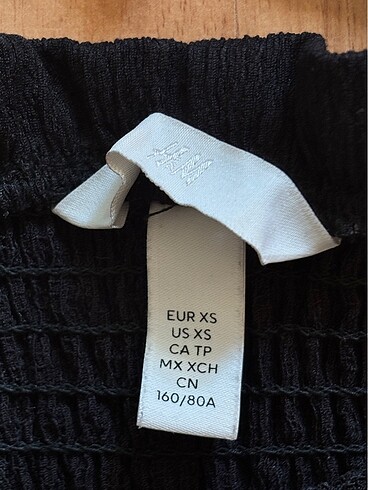 H&M
EUR XS
US XS
CA TP
MX XCH
CN
160/80A